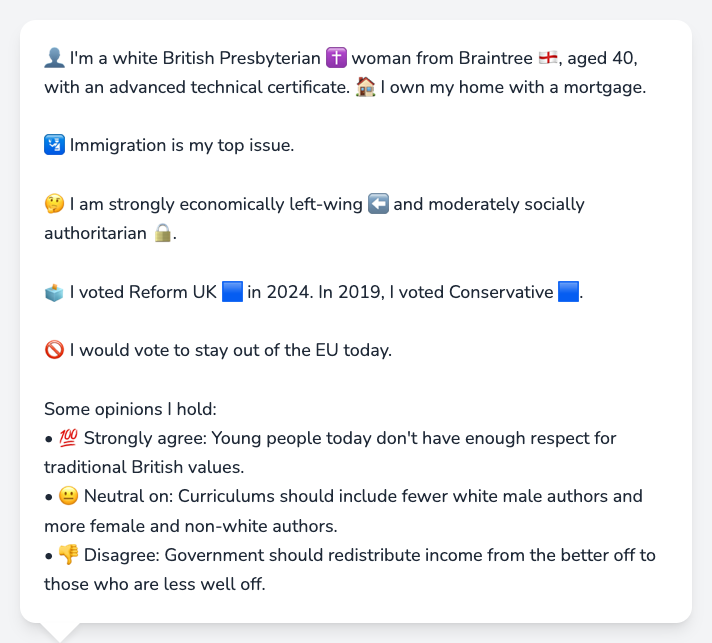 👤 I'm a white British Presbyterian ✝️ woman from Braintree 🏴󠁧󠁢󠁥󠁮󠁧󠁿, aged 40,
with an advanced technical certificate. 🏠 I own my home with a mortgage.
🛂 Immigration is my top issue.
🤔 I am strongly economically left-wing ⬅️ and moderately socially
authoritarian 🔒.
🗳️ I voted Reform UK 🟦 in 2024. In 2019, I voted Conservative 🟦.
🚫 I would vote to stay out of the EU today.
Some opinions I hold:
• 💯 Strongly agree: Young people today don't have enough respect for
traditional British values.
• 😐 Neutral on: Curriculums should include fewer white male authors and
more female and non-white authors.
• 👎 Disagree: Government should redistribute income from the better off to
those who are less well off.